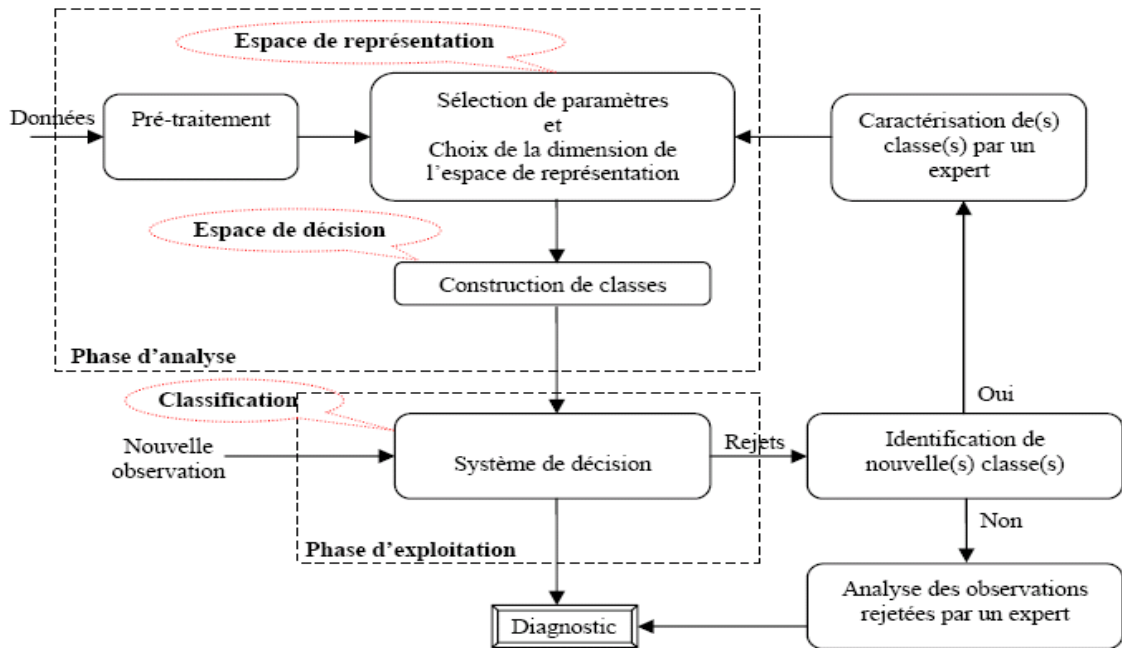 Espace de représentation
Données
Pré-traitement
Sélection de paramètres
et
Choix de la dimension de
l’espace de représentation
Caractérisation de(s)
classe(s) par un
expert
Espace de décision
Construction de classes
Phase d’analyse
Classification
Oui
Nouvelle
observation
Système de décision
Rejets
Identification de
nouvelle(s) classe(s)
Non
Phase d’exploitation
Analyse des observations
rejetées par un expert
Diagnostic